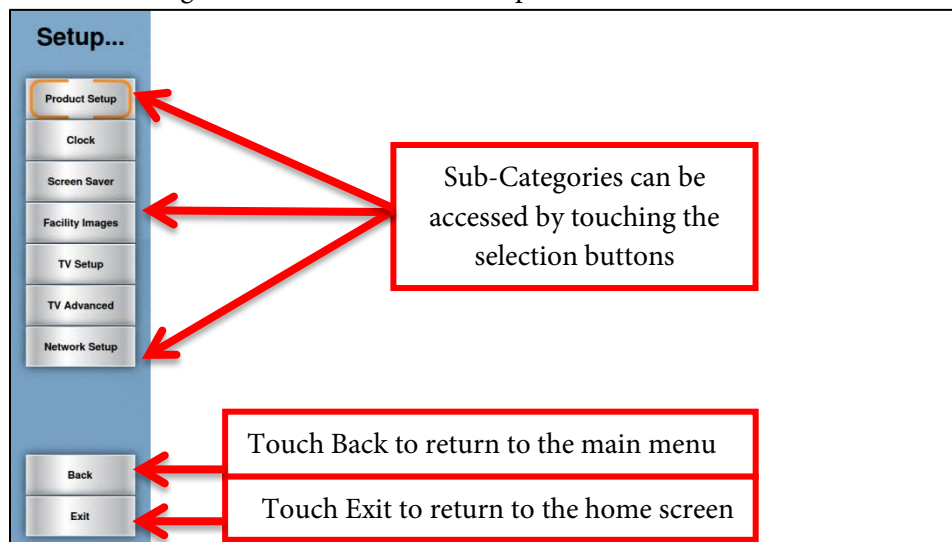 Setup...
Product Setup
Clock
Screen Saver
Facility Images
TV Setup
TV Advanced
Network Setup
Back
Exit
Sub-Categories can be
accessed by touching the
selection buttons
Touch Back to return to the main menu
Touch Exit to return to the home screen